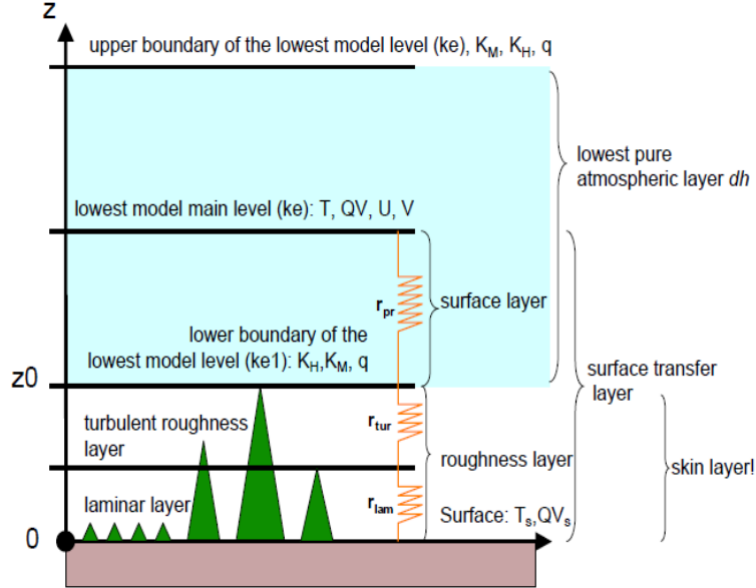 z
upper boundary of the lowest model level (ke), K_M, K_H, q
lowest pure
atmospheric layer dh
lowest model main level (ke): T, QV, U, V
r_pr
surface layer
lower boundary of the
lowest model level (ke1): K_H,K_M, q
z0
surface transfer
layer
turbulent roughness
layer
r_tur
roughness layer
skin layer!
laminar layer
r_lam
Surface: T_s,QV_s
0